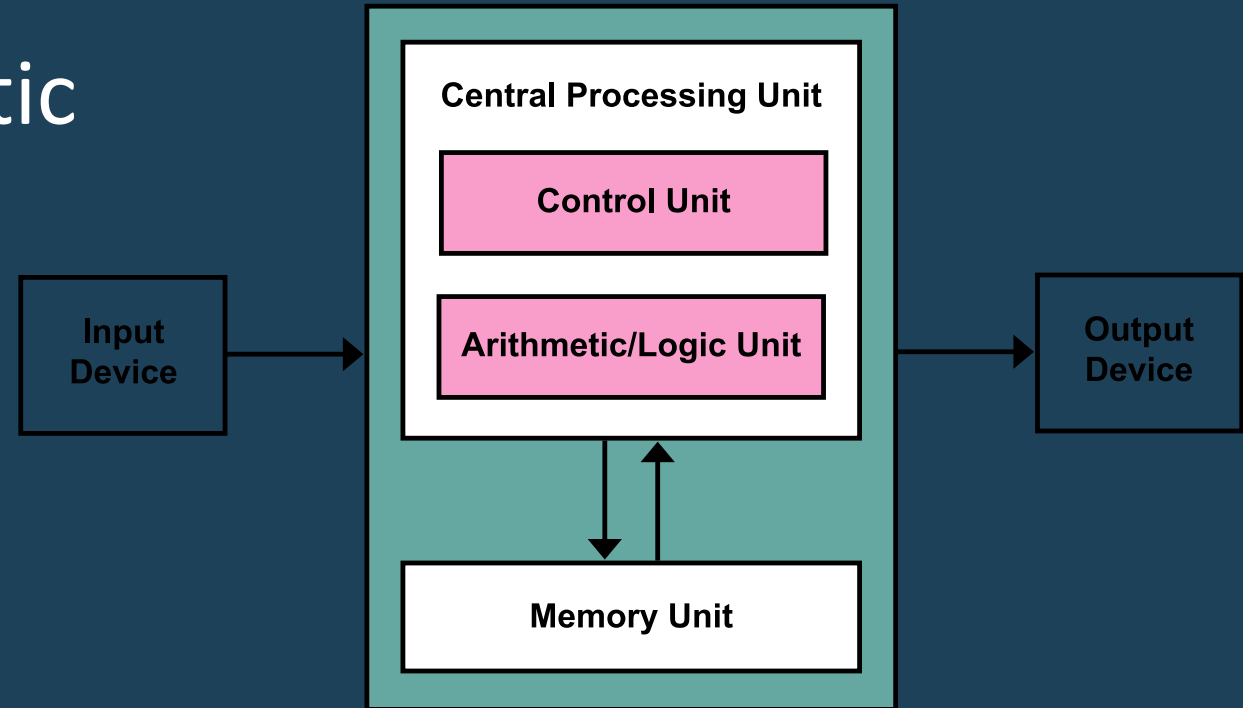 tic
Central Processing Unit
Control Unit
Arithmetic/Logic Unit
Input
Device
Output
Device
Memory Unit